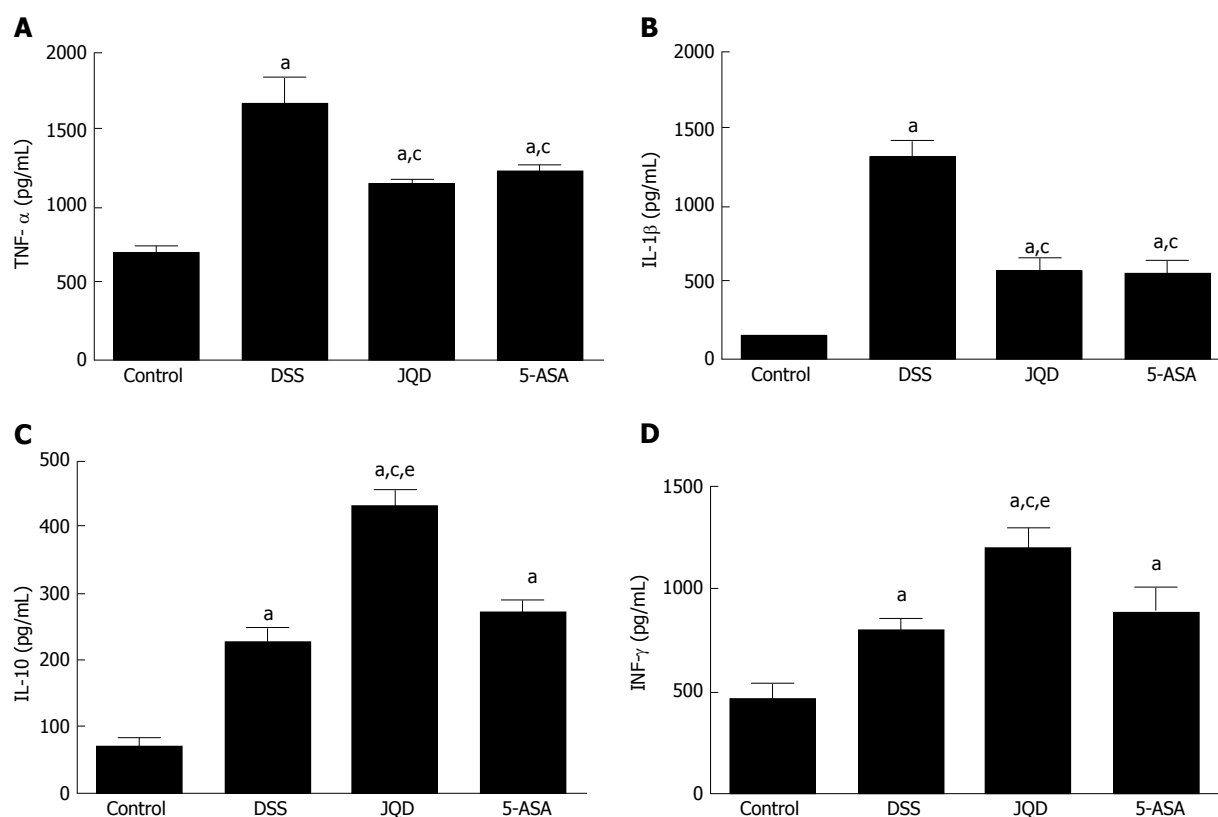 A
2000
1500
1000
500
0
TNF- α (pg/mL)
a
a,c
a,c
Control DSS JQD 5-ASA
B
2000
1500
1000
500
0
IL-1β (pg/mL)
a
a,c
a,c
Control DSS JQD 5-ASA
C
500
400
300
200
100
0
IL-10 (pg/mL)
a
a,c,e
a
Control DSS JQD 5-ASA
D
1500
1000
500
0
INF-γ (pg/mL)
a
a,c,e
a
Control DSS JQD 5-ASA